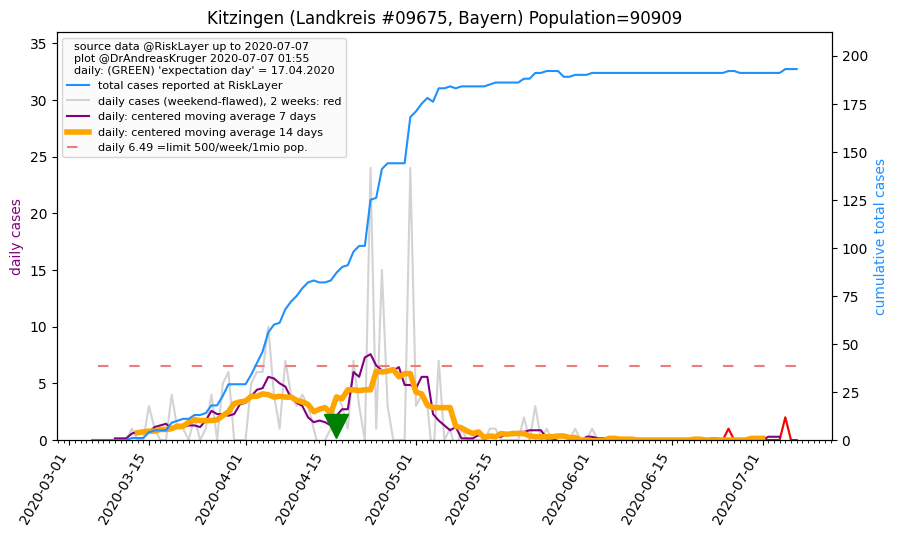 Kitzingen (Landkreis #09675, Bayern) Population=90909
source data @RiskLayer up to 2020-07-07
plot @DrAndreasKruger 2020-07-07 01:55
daily: (GREEN) 'expectation day' = 17.04.2020
total cases reported at RiskLayer
daily cases (weekend-flawed), 2 weeks: red
daily: centered moving average 7 days
daily: centered moving average 14 days
daily 6.49 =limit 500/week/1mio pop.
daily cases
35
30
25
20
15
10
5
0
cumulative total cases
200
175
150
125
100
75
50
25
0
2020-03-01
2020-03-15
2020-04-01
2020-04-15
2020-05-01
2020-05-15
2020-06-01
2020-06-15
2020-07-01